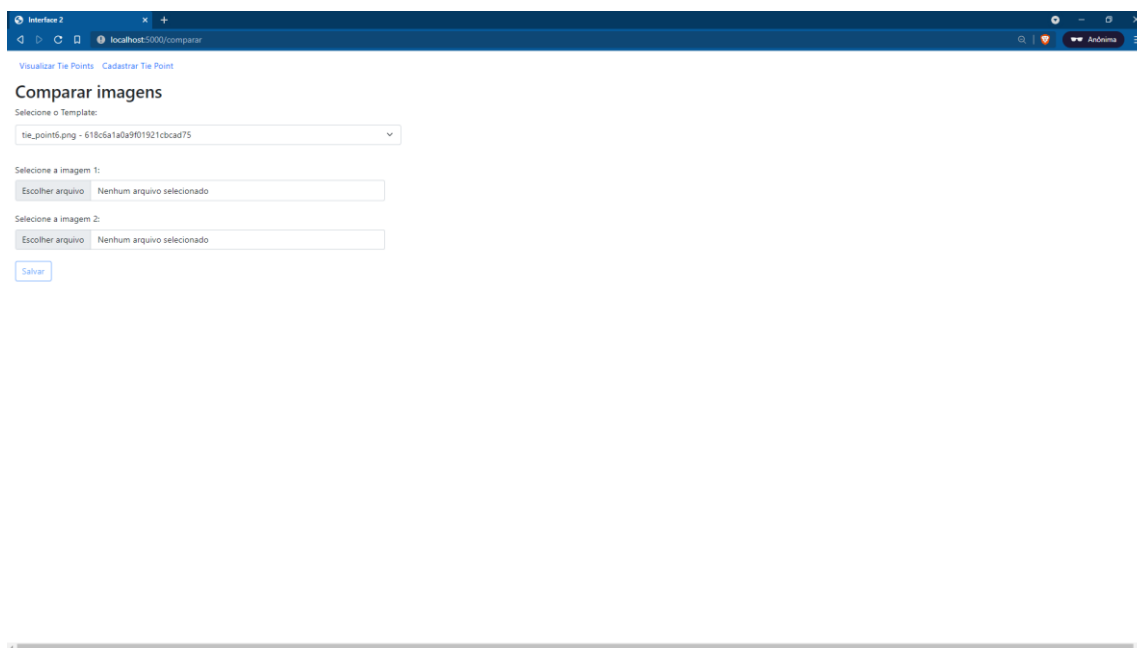 Interface 2
localhost:5000/comparar
Anônima
Visualizar Tie Points Cadastrar Tie Point
Comparar imagens
Selecione o Template:
tie_point6.png - 618c6a1a0a9f01921cbcad75
Selecione a imagem 1:
Escolher arquivo Nenhum arquivo selecionado
Selecione a imagem 2:
Escolher arquivo Nenhum arquivo selecionado
Salvar